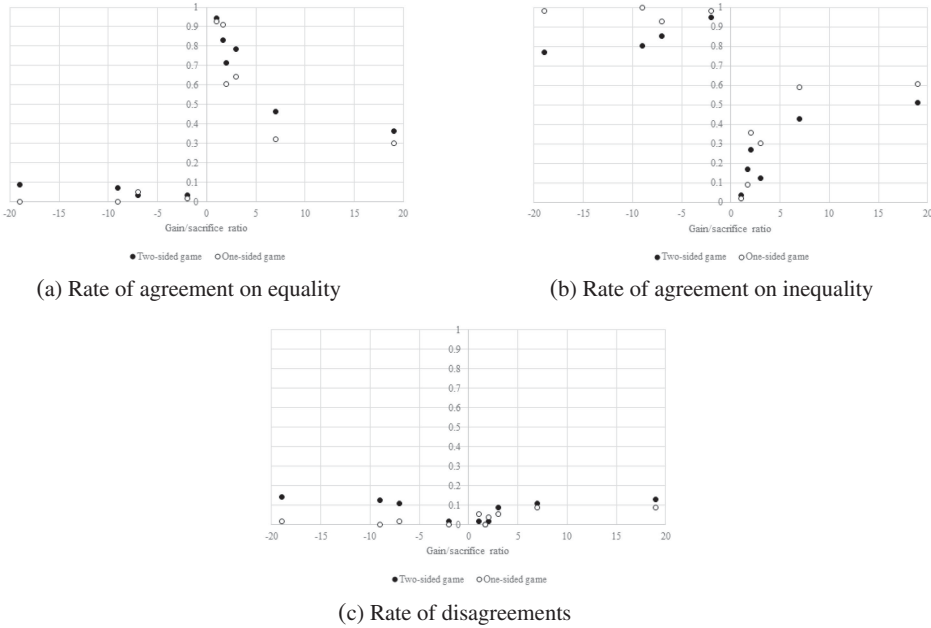 1
0.9
0.8
0.7
0.6
0.5
0.4
0.3
0.2
0.1
0
-20 -15 -10 -5 0 5 10 15 20
Gain/sacrifice ratio
●Two-sided game ○One-sided game
(a) Rate of agreement on equality
1
0.9
0.8
0.7
0.6
0.5
0.4
0.3
0.2
0.1
0
-20 -15 -10 -5 0 5 10 15 20
Gain/sacrifice ratio
●Two-sided game ○One-sided game
(b) Rate of agreement on inequality
1
0.9
0.8
0.7
0.6
0.5
0.4
0.3
0.2
0.1
0
-20 -15 -10 -5 0 5 10 15 20
Gain/sacrifice ratio
●Two-sided game ○One-sided game
(c) Rate of disagreements